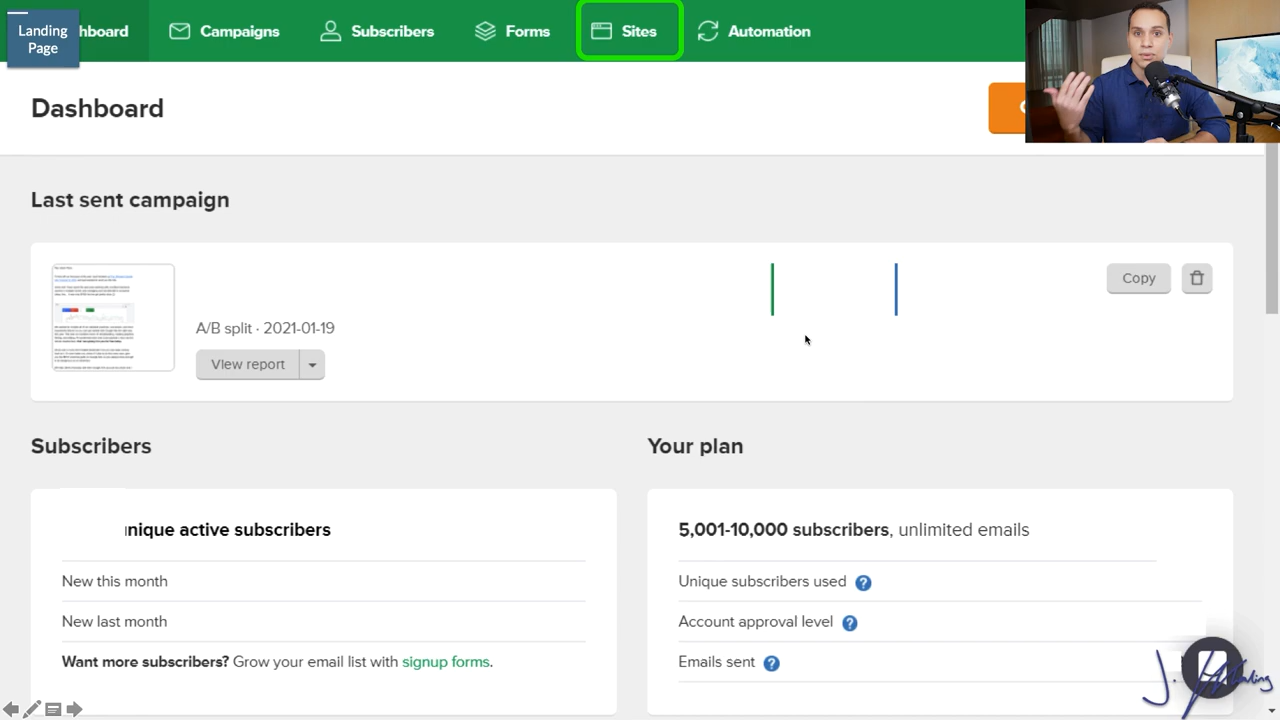 Landing
Page
hboard
Campaigns
Subscribers
Forms
Sites
Automation
Dashboard
Last sent campaign
A/B split · 2021-01-19
View report
Copy
Subscribers
Your plan
nique active subscribers
5,001-10,000 subscribers, unlimited emails
New this month
Unique subscribers used ?
New last month
Account approval level ?
Want more subscribers? Grow your email list with signup forms.
Emails sent ?